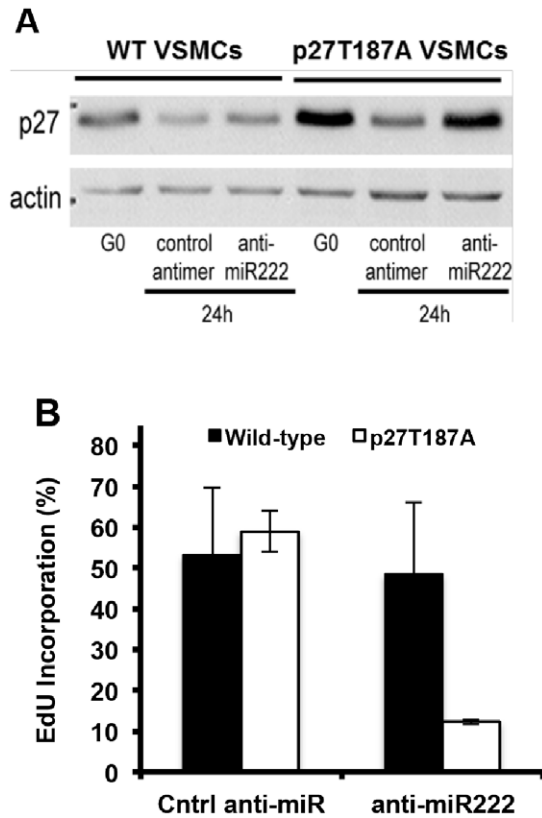 A
WT VSMCs p27T187A VSMCs
p27
actin
G0 control antimer anti-miR222 G0 control antimer anti-miR222
24h 24h
B
Wild-type p27T187A
EdU Incorporation (%)
80
70
60
50
40
30
20
10
0
Cntrl anti-miR anti-miR222